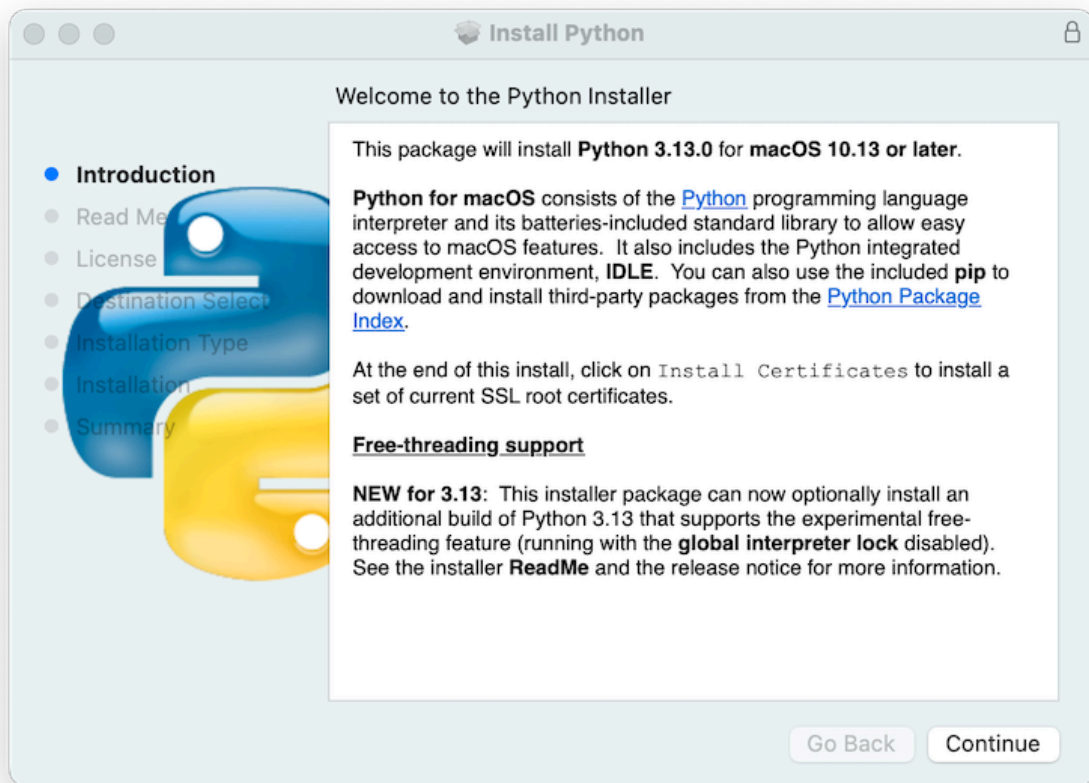 Install Python
Welcome to the Python Installer
Introduction
Read Me
License
Destination Select
Installation Type
Installation
Summary
This package will install Python 3.13.0 for macOS 10.13 or later.
Python for macOS consists of the Python programming language
interpreter and its batteries-included standard library to allow easy
access to macOS features.  It also includes the Python integrated
development environment, IDLE.  You can also use the included pip to
download and install third-party packages from the Python Package
Index.
At the end of this install, click on Install Certificates to install a
set of current SSL root certificates.
Free-threading support
NEW for 3.13:  This installer package can now optionally install an
additional build of Python 3.13 that supports the experimental free-
threading feature (running with the global interpreter lock disabled).
See the installer ReadMe and the release notice for more information.
Go Back
Continue